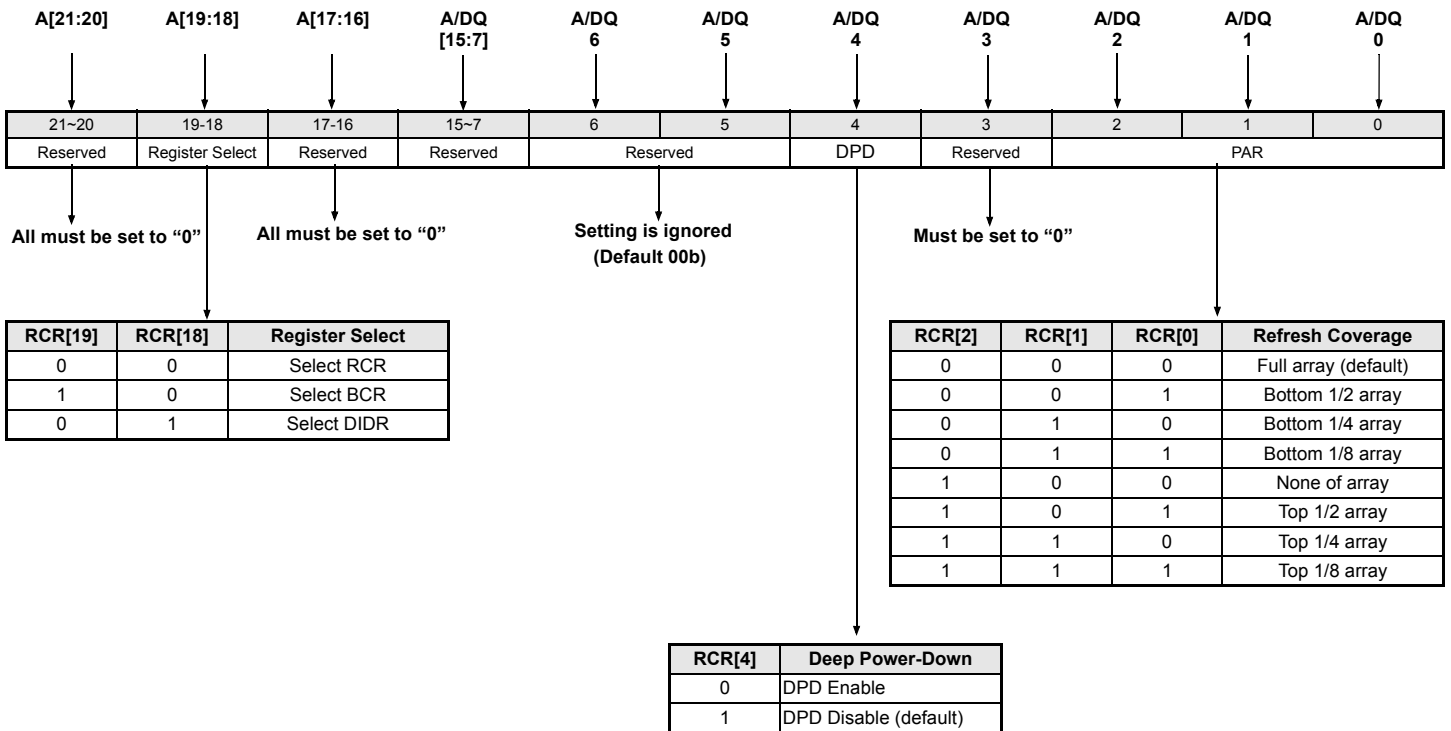 A[21:20] A[19:18] A[17:16] A/DQ [15:7] A/DQ 6 A/DQ 5 A/DQ 4 A/DQ 3 A/DQ 2 A/DQ 1 A/DQ 0
21~20 19-18 17-16 15~7 6 5 4 3 2 1 0
Reserved Register Select Reserved Reserved Reserved DPD Reserved PAR
All must be set to “0”
All must be set to “0”
Setting is ignored
(Default 00b)
Must be set to “0”
RCR[19] RCR[18] Register Select
0 0 Select RCR
1 0 Select BCR
0 1 Select DIDR
RCR[2] RCR[1] RCR[0] Refresh Coverage
0 0 0 Full array (default)
0 0 1 Bottom 1/2 array
0 1 0 Bottom 1/4 array
0 1 1 Bottom 1/8 array
1 0 0 None of array
1 0 1 Top 1/2 array
1 1 0 Top 1/4 array
1 1 1 Top 1/8 array
RCR[4] Deep Power-Down
0 DPD Enable
1 DPD Disable (default)